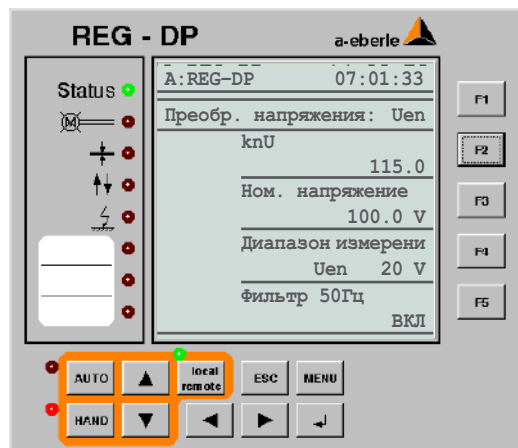 REG - DP
a-eberle
Status
A:REG-DP 07:01:33
F1
Преобр. напряжения: Uen
M
knU
F2
115.0
Ном. напряжение
F3
100.0 V
Диапазон измерени
F4
Uen 20 V
Фильтр 50Гц
F5
ВКЛ
AUTO
local
remote
ESC
MENU
HAND